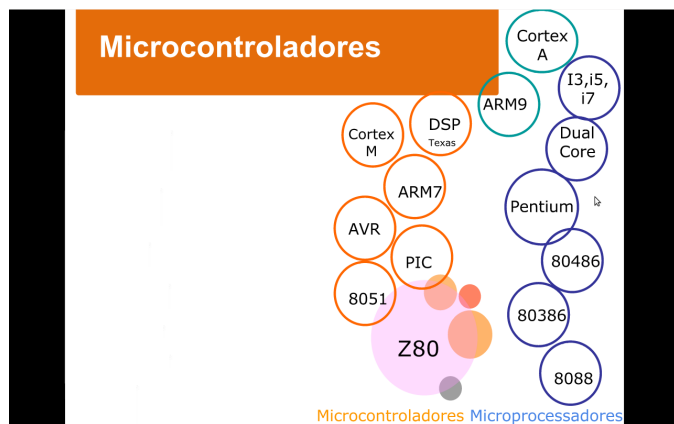 Microcontroladores
Cortex
A
I3,i5,
i7
ARM9
DSP
Texas
Cortex
M
Dual
Core
ARM7
Pentium
AVR
PIC
80486
8051
80386
Z80
8088
Microcontroladores Microprocessadores